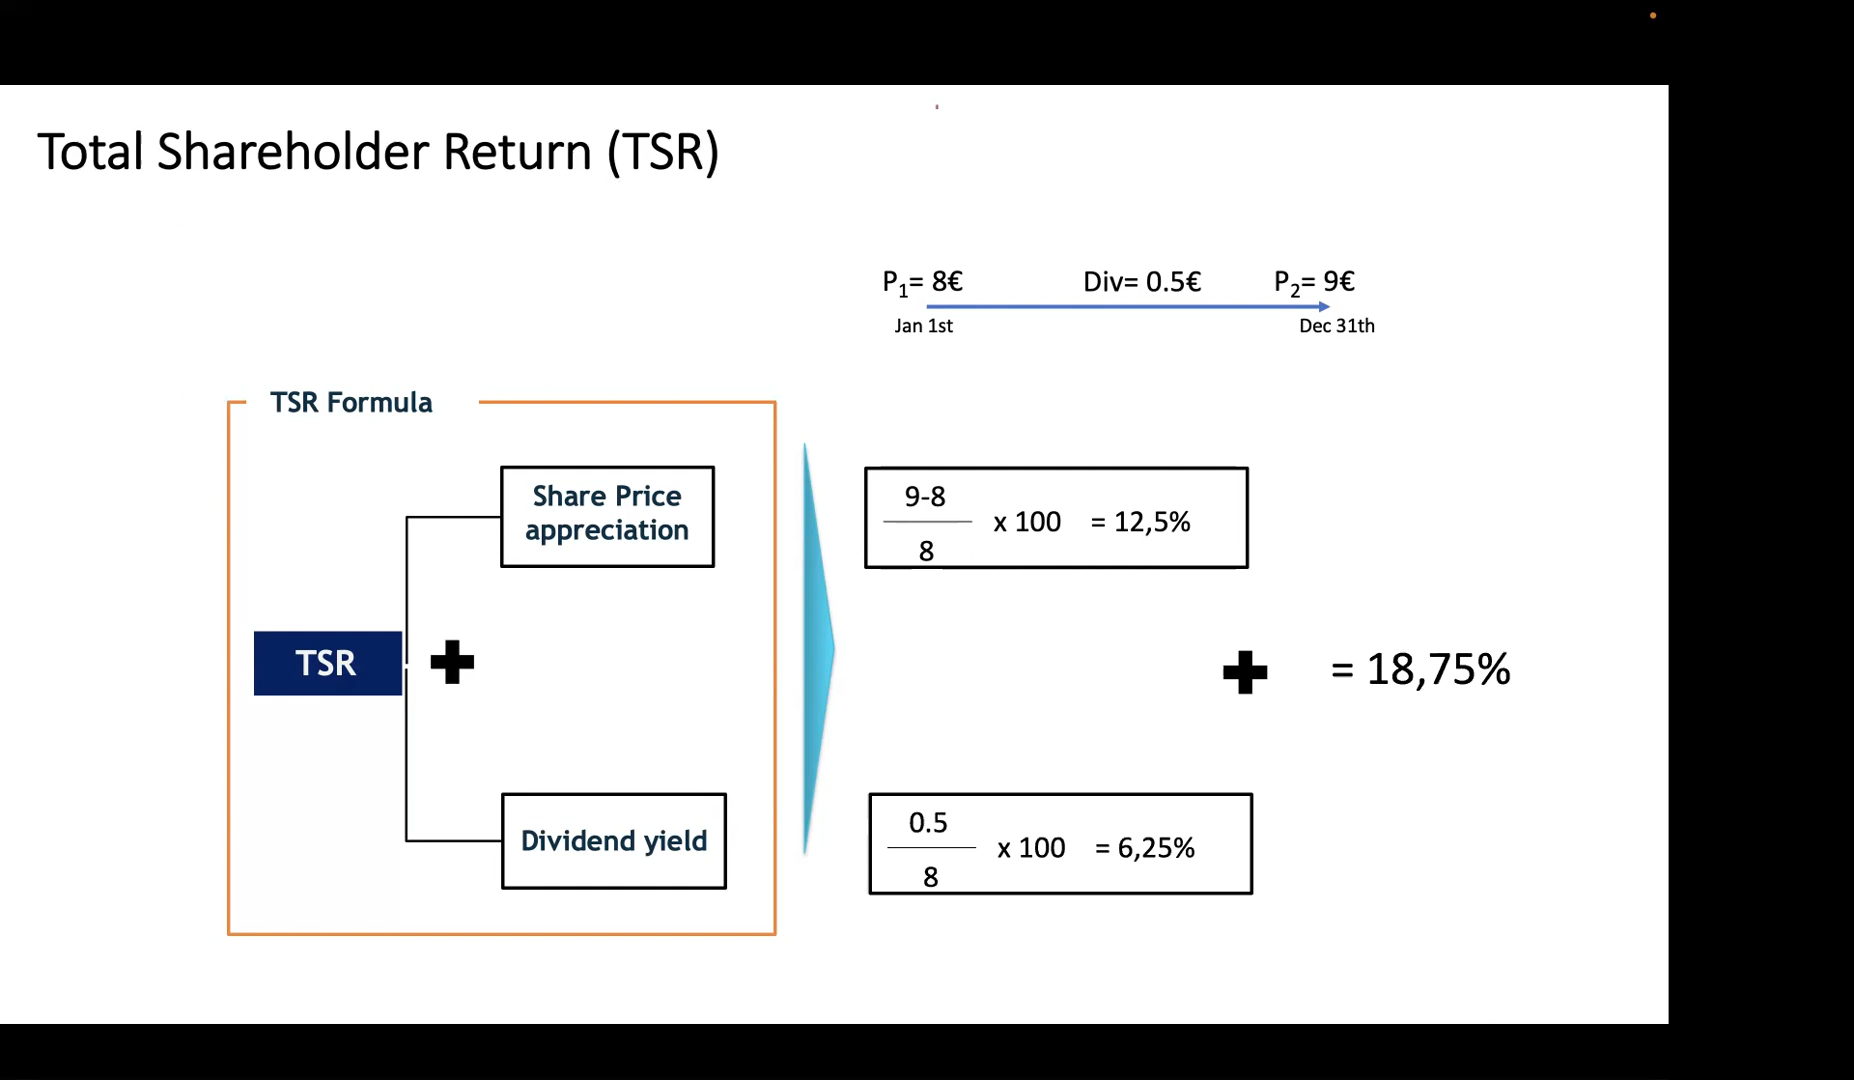 Total Shareholder Return (TSR)
P1= 8€ Div= 0.5€ P2= 9€
Jan 1st Dec 31th
TSR Formula
Share Price
appreciation
9-8
x 100 = 12,5%
8
TSR
= 18,75%
Dividend yield
0.5
x 100 = 6,25%
8